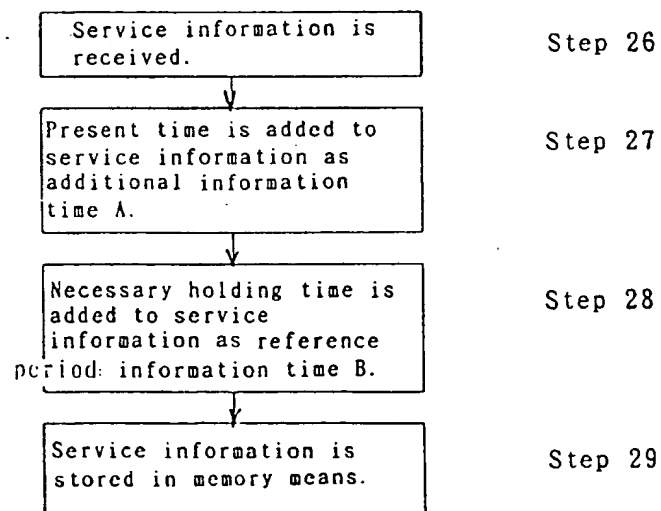 Service information is
received.
Step 26
Present time is added to
service information as
additional information
time A.
Step 27
Necessary holding time is
added to service
information as reference
period: information time B.
Step 28
Service information is
stored in memory means.
Step 29